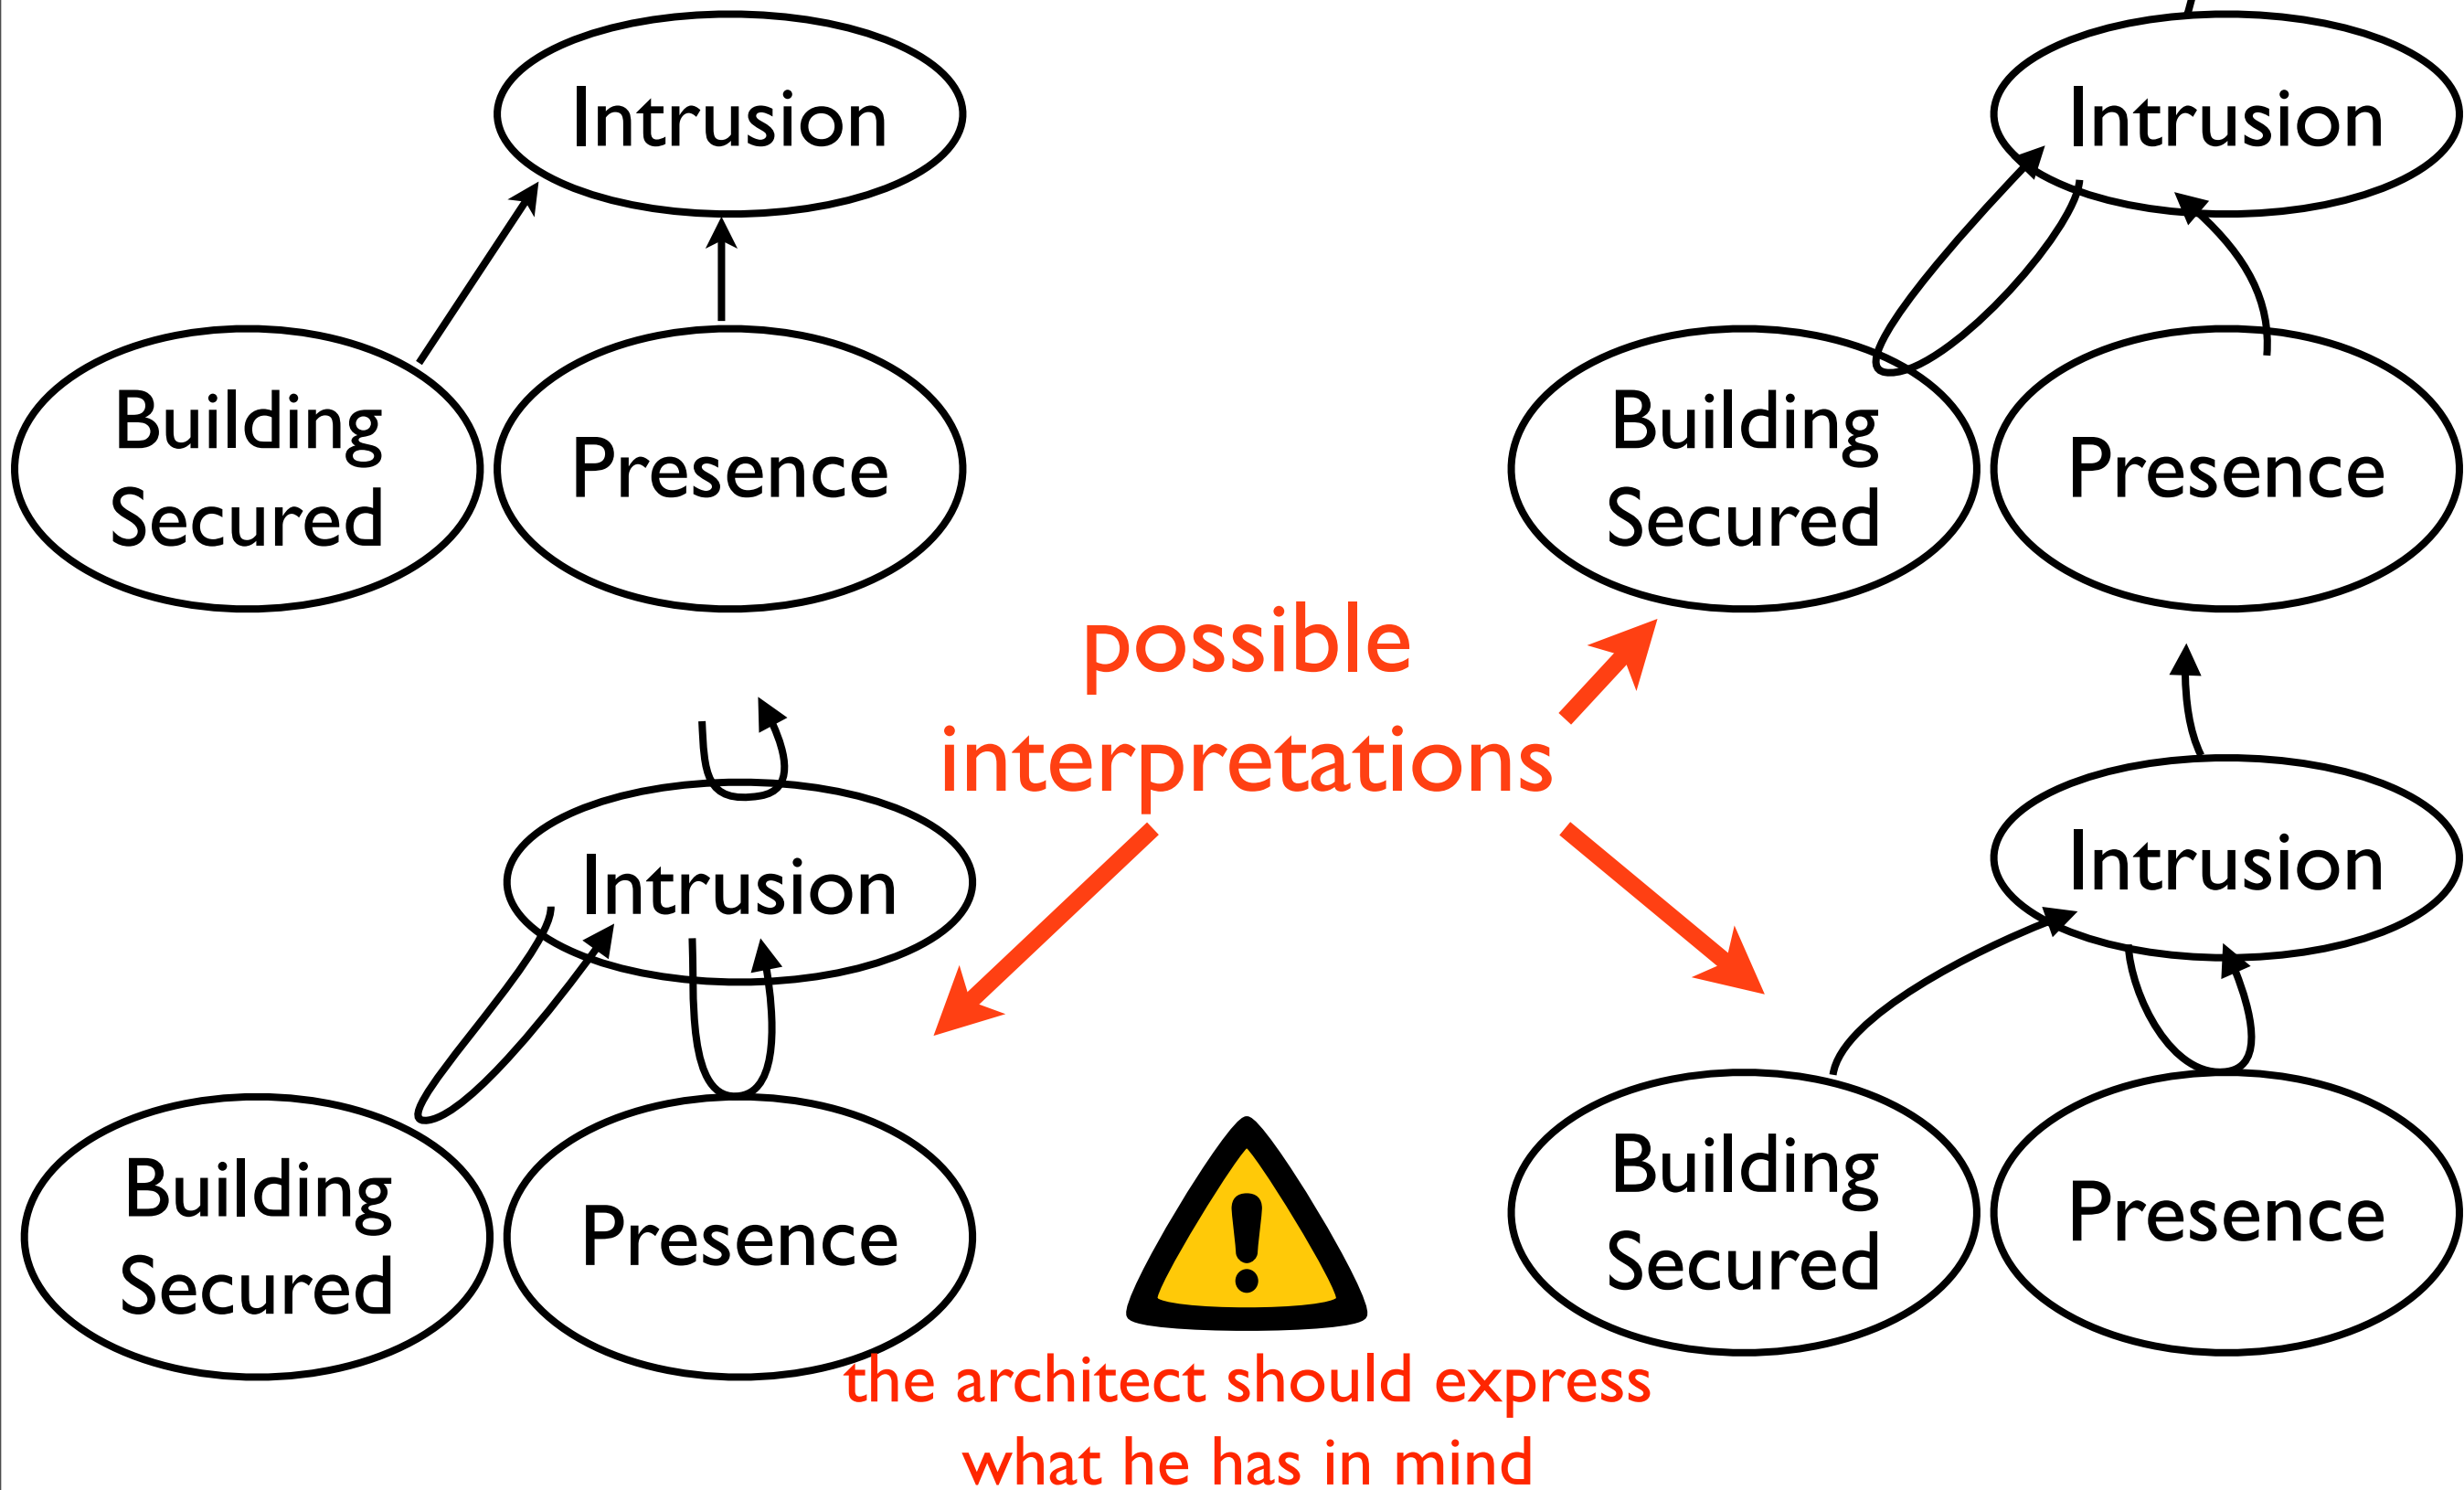 Intrusion
Building
Secured
Presence
Intrusion
Building
Secured
Presence
possible
interpretations
Intrusion
Building
Secured
Presence
Intrusion
Building
Secured
Presence
the architect should express
what he has in mind